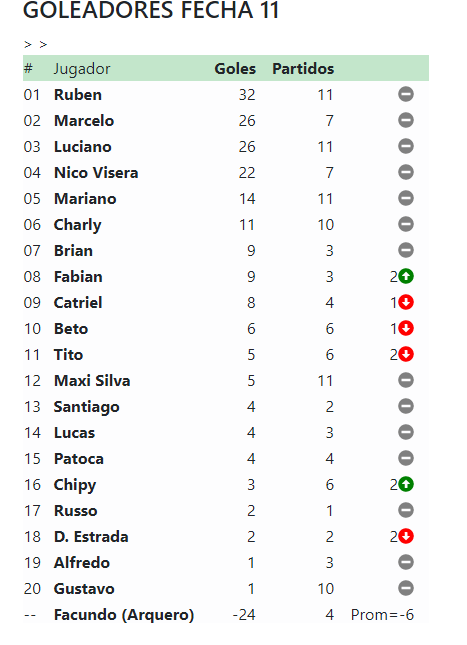 GOLEADORES FECHA 11
> >
# Jugador Goles Partidos
01 Ruben 32 11
02 Marcelo 26 7
03 Luciano 26 11
04 Nico Visera 22 7
05 Mariano 14 11
06 Charly 11 10
07 Brian 9 3
08 Fabian 9 3 2
09 Catriel 8 4 1
10 Beto 6 6 1
11 Tito 5 6 2
12 Maxi Silva 5 11
13 Santiago 4 2
14 Lucas 4 3
15 Patoca 4 4
16 Chipy 3 6 2
17 Russo 2 1
18 D. Estrada 2 2 2
19 Alfredo 1 3
20 Gustavo 1 10
-- Facundo (Arquero) -24 4 Prom=-6